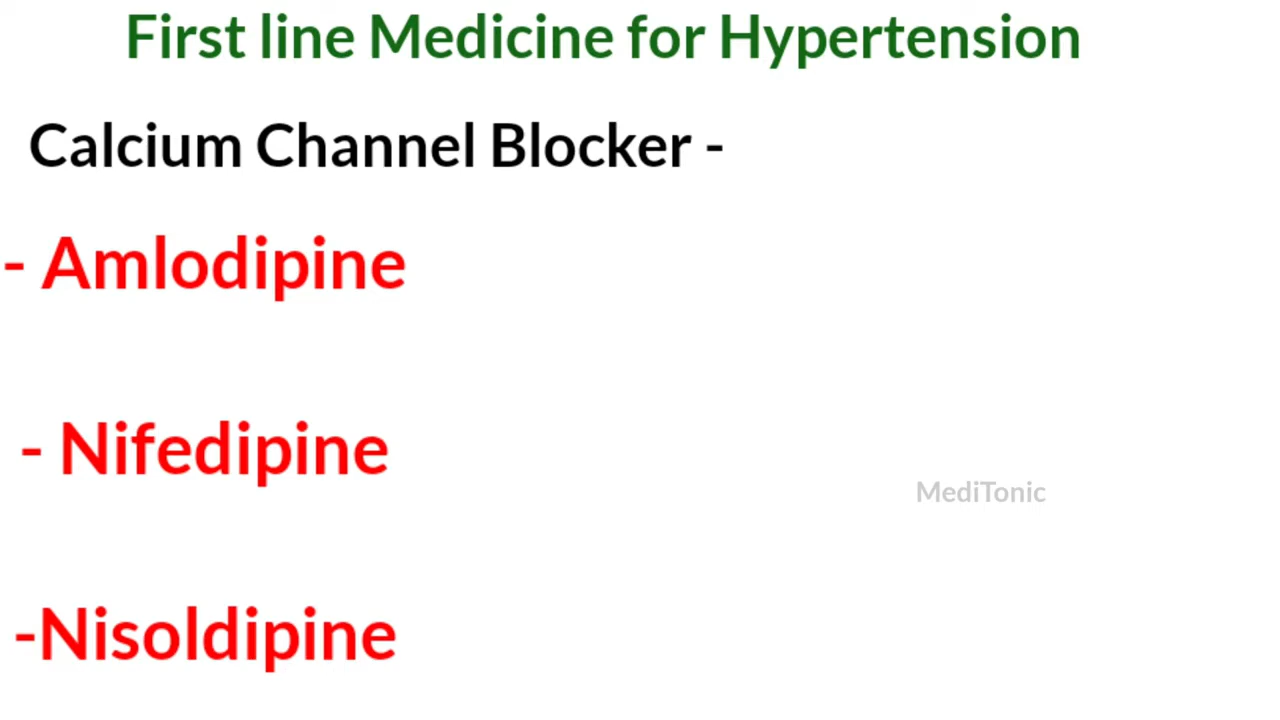 First line Medicine for Hypertension
Calcium Channel Blocker -
- Amlodipine
- Nifedipine
MediTonic
-Nisoldipine